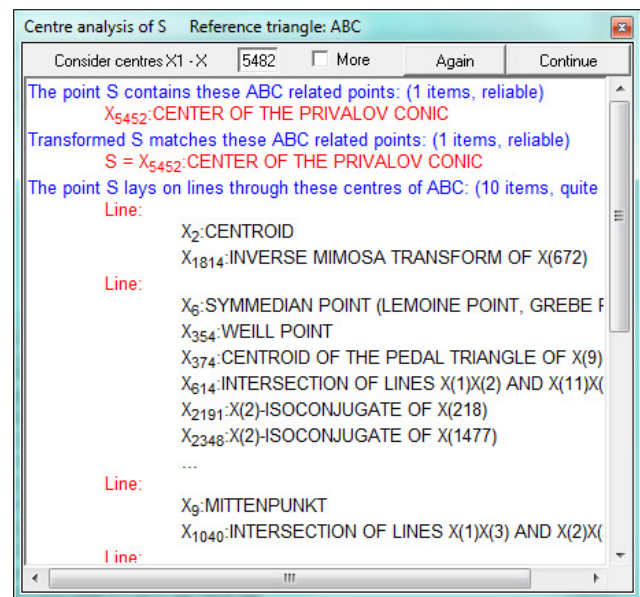 Centre analysis of S Reference triangle: ABC
Consider centres X1 - X 5482 More Again Continue
The point S contains these ABC related points: (1 items, reliable)
X5452:CENTER OF THE PRIVALOV CONIC
Transformed S matches these ABC related points: (1 items, reliable)
S = X5452:CENTER OF THE PRIVALOV CONIC
The point S lays on lines through these centres of ABC: (10 items, quite
Line:
X2:CENTROID
X1814:INVERSE MIMOSA TRANSFORM OF X(672)
Line:
X6:SYMMEDIAN POINT (LEMOINE POINT, GREBE P
X354:WEILL POINT
X374:CENTROID OF THE PEDAL TRIANGLE OF X(9)
X614:INTERSECTION OF LINES X(1)X(2) AND X(11)X(
X2191:X(2)-ISOCONJUGATE OF X(218)
X2348:X(2)-ISOCONJUGATE OF X(1477)
...
Line:
X9:MITTENPUNKT
X1040:INTERSECTION OF LINES X(1)X(3) AND X(2)X(
Line: